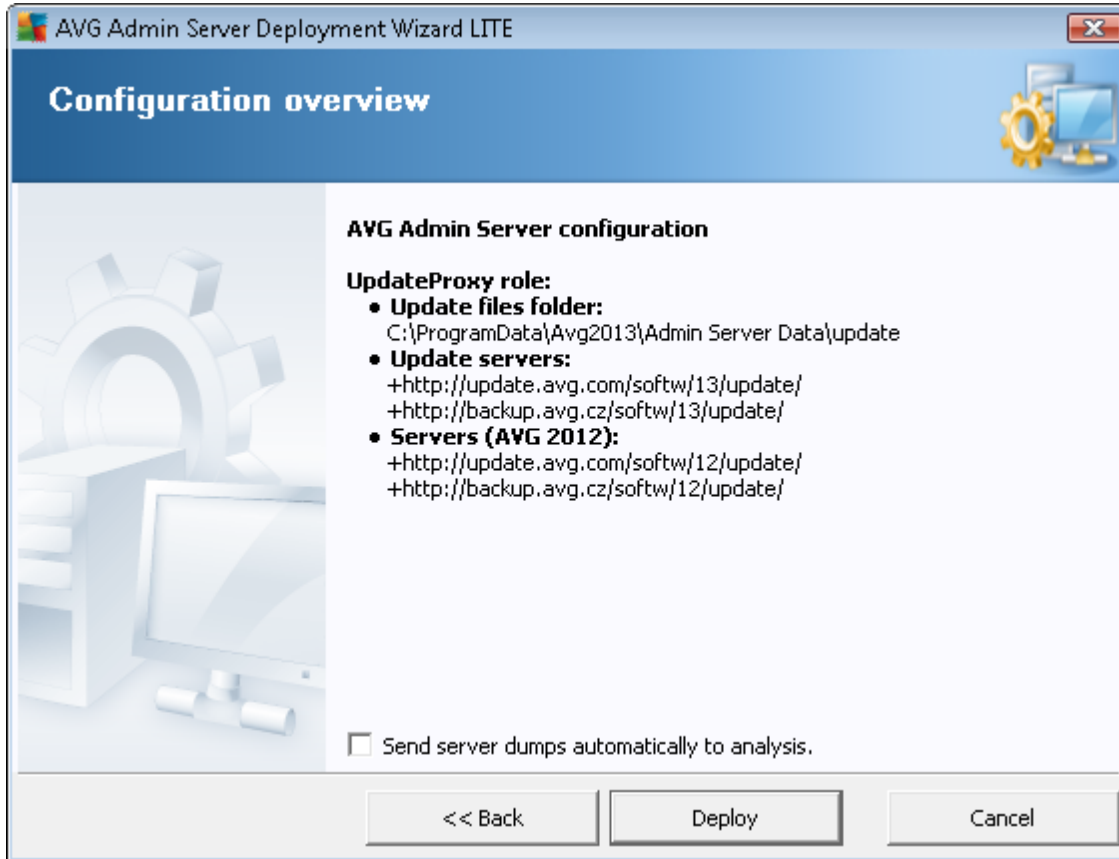 AVG Admin Server Deployment Wizard LITE
Configuration overview
AVG Admin Server configuration
UpdateProxy role:
● Update files folder:
C:\ProgramData\Avg2013\Admin Server Data\update
● Update servers:
+http://update.avg.com/softw/13/update/
+http://backup.avg.cz/softw/13/update/
● Servers (AVG 2012):
+http://update.avg.com/softw/12/update/
+http://backup.avg.cz/softw/12/update/
Send server dumps automatically to analysis.
<< Back
Deploy
Cancel